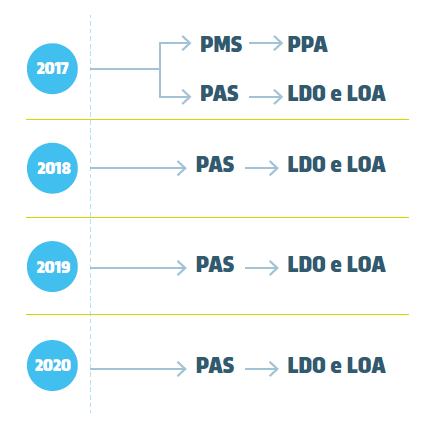 2017
PMS PPA
PAS LDO e LOA
2018 PAS LDO e LOA
2019 PAS LDO e LOA
2020 PAS LDO e LOA